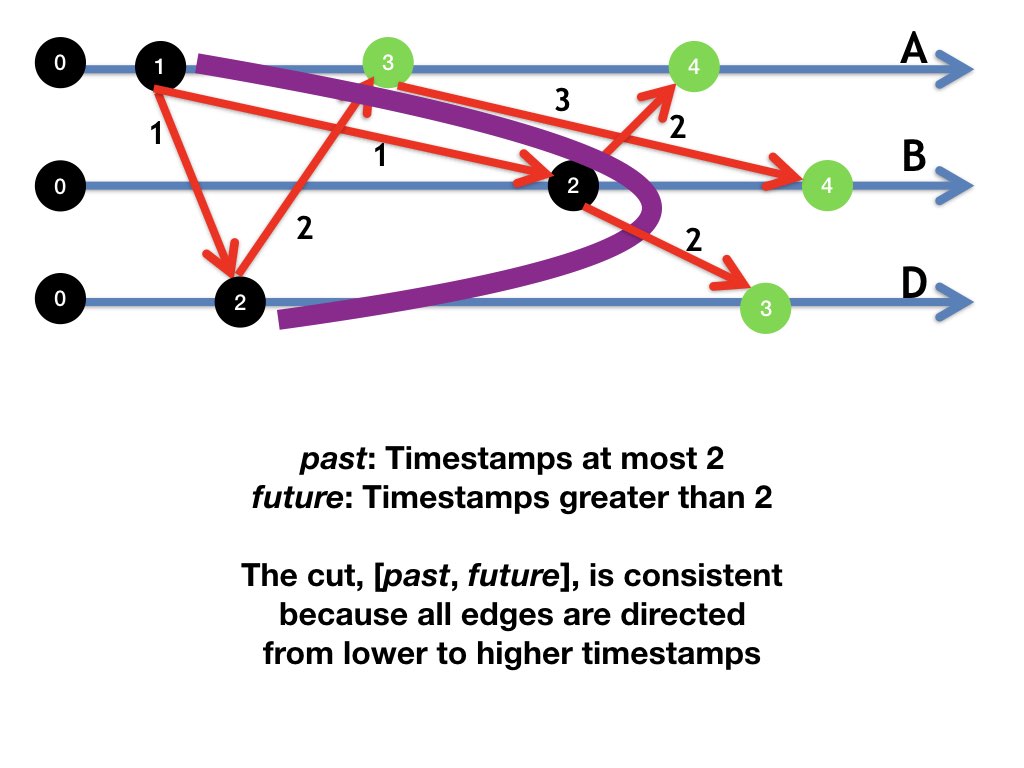 0 1 3 4 A
1 1 3 2
0 2 4 B
2 2
0 2 3 D
past: Timestamps at most 2
future: Timestamps greater than 2
The cut, [past, future], is consistent
because all edges are directed
from lower to higher timestamps